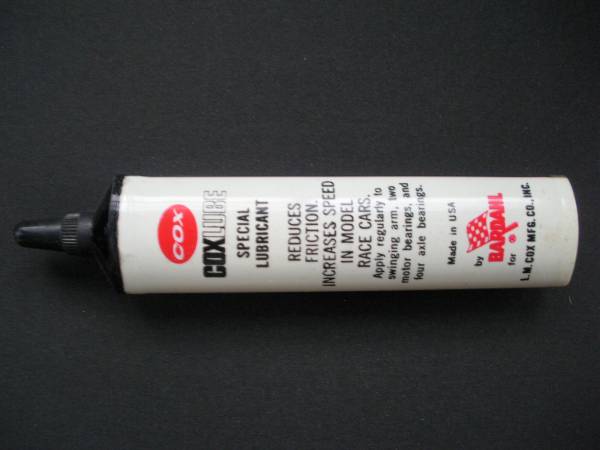 COX
COXLUBE
SPECIAL
LUBRICANT
REDUCES
FRICTION.
INCREASES SPEED
IN MODEL
RACE CARS.
Apply regularly to
swinging arm, two
motor bearings, and
four axle bearings.
Made in USA
by
BARDAHL
®
for
L.M. COX MFG. CO., INC.